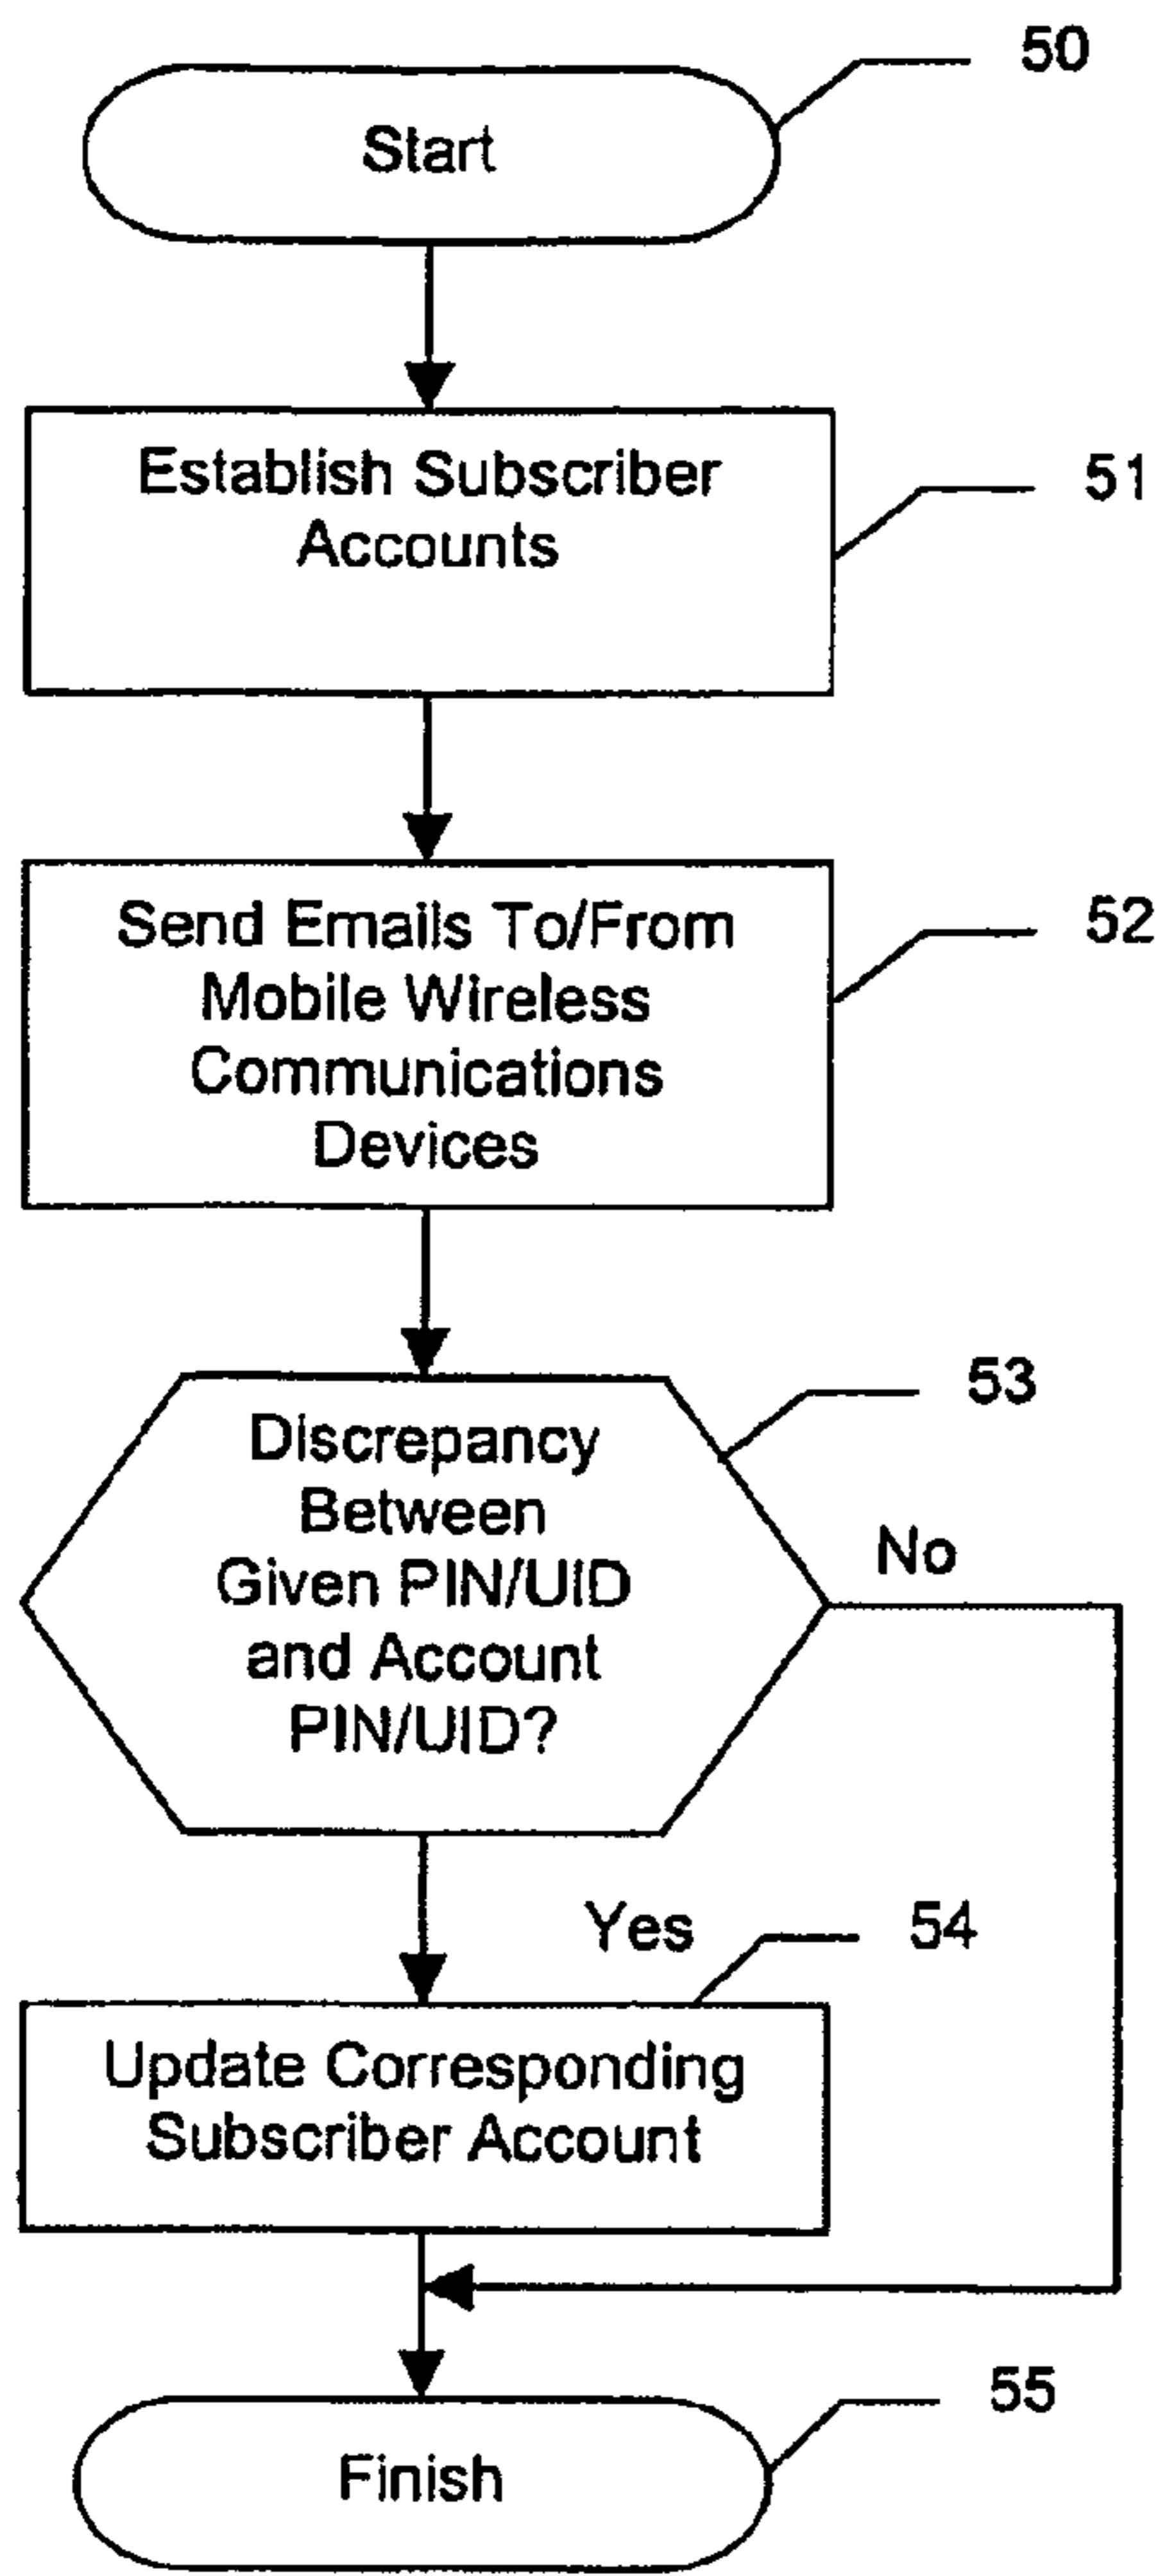 50
Start
Establish Subscriber
Accounts
51
Send Emails To/From
Mobile Wireless
Communications
Devices
52
53
Discrepancy
Between
Given PIN/UID
and Account
PIN/UID?
No
Yes
54
Update Corresponding
Subscriber Account
55
Finish